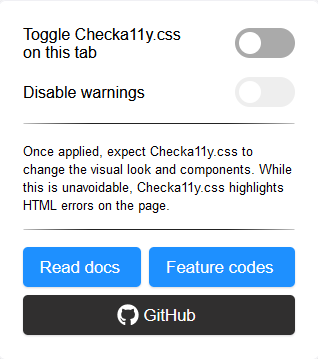 Toggle Checka11y.css
on this tab
Disable warnings
Once applied, expect Checka11y.css to
change the visual look and components. While
this is unavoidable, Checka11y.css highlights
HTML errors on the page.
Read docs
Feature codes
GitHub